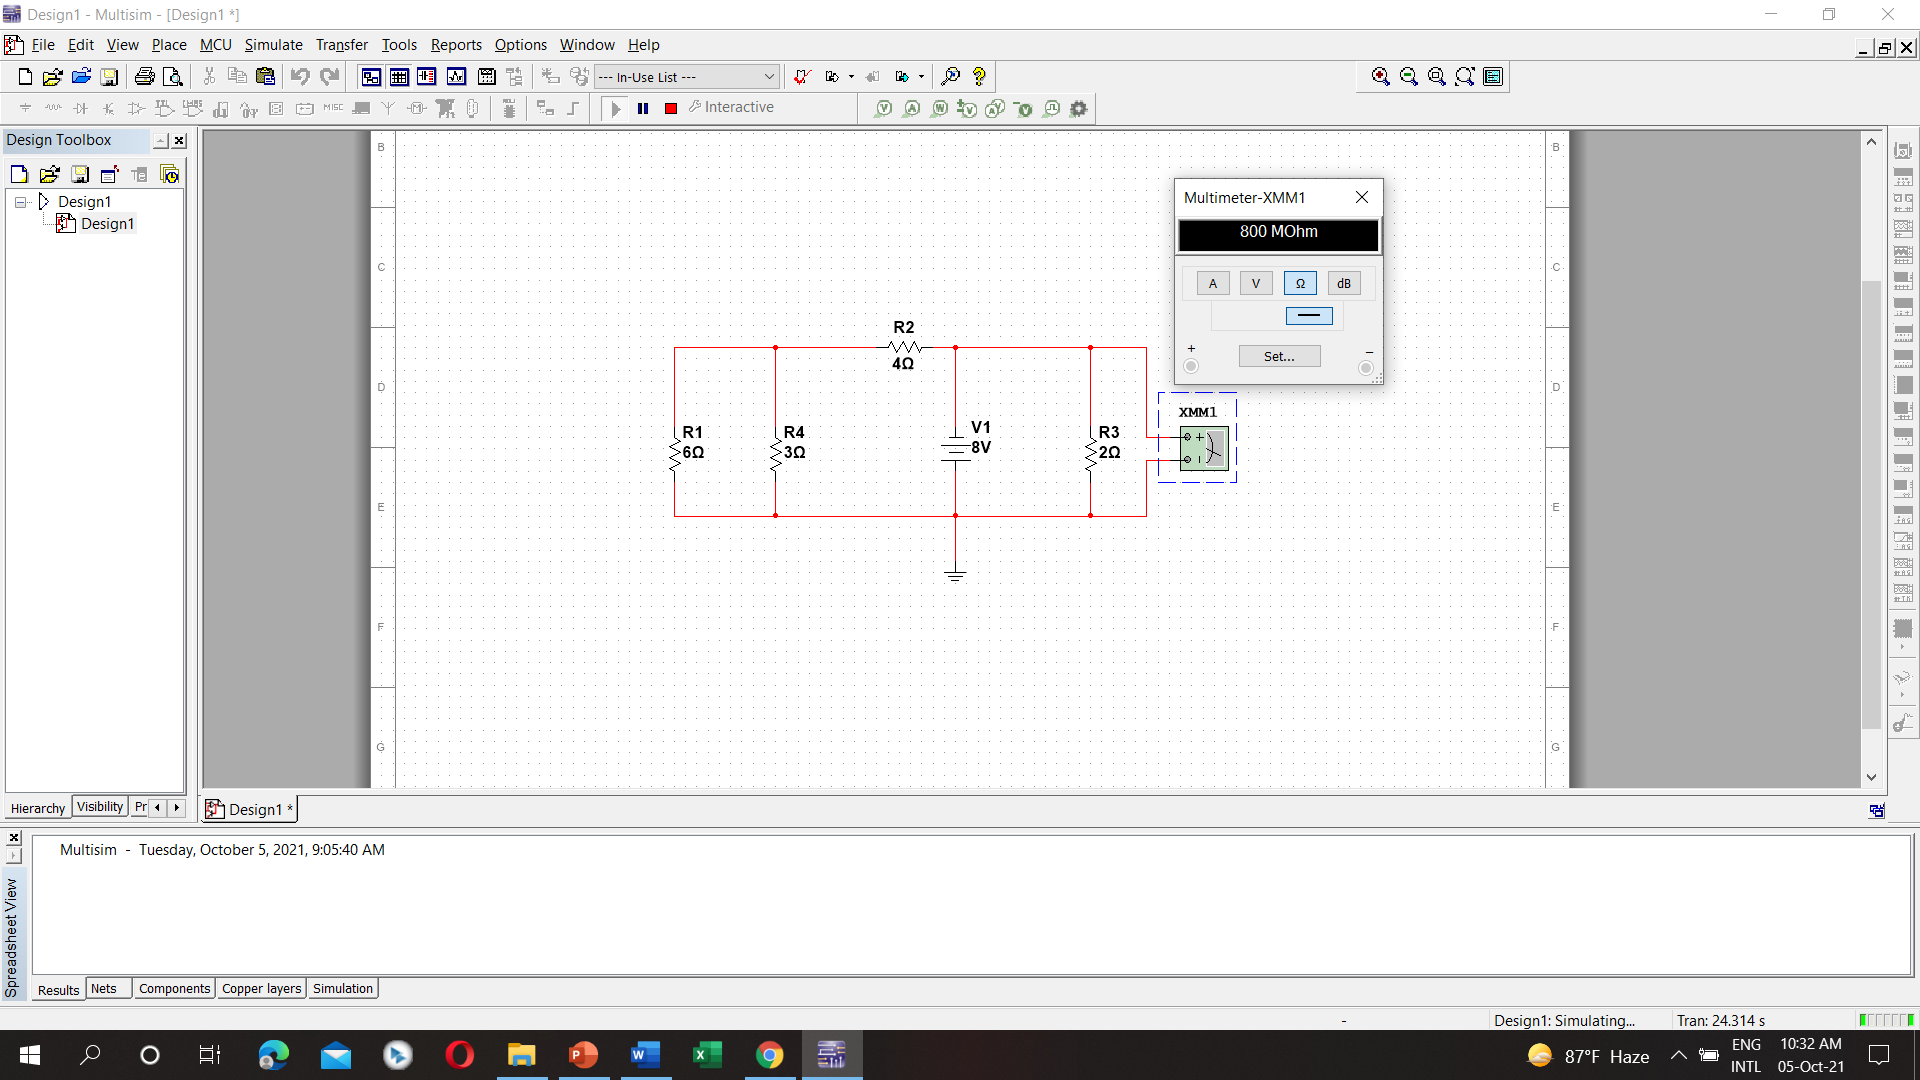 Design1 - Multisim - [Design1 *]
File Edit View Place MCU Simulate Transfer Tools Reports Options Window Help
--- In-Use List ---
MISC
Interactive
Design Toolbox
Design1
Design1
B
B
C
C
D
D
E
E
F
F
G
G
Multimeter-XMM1
800 MOhm
A V Ω dB
+
Set...
−
R2
4Ω
R1
6Ω
R4
3Ω
V1
8V
R3
2Ω
XMM1
Hierarchy Visibility Pr
Design1 *
Multisim - Tuesday, October 5, 2021, 9:05:40 AM
Spreadsheet View
Results Nets Components Copper layers Simulation
-
Design1: Simulating... Tran: 24.314 s
87°F Haze
ENG
INTL
10:32 AM
05-Oct-21